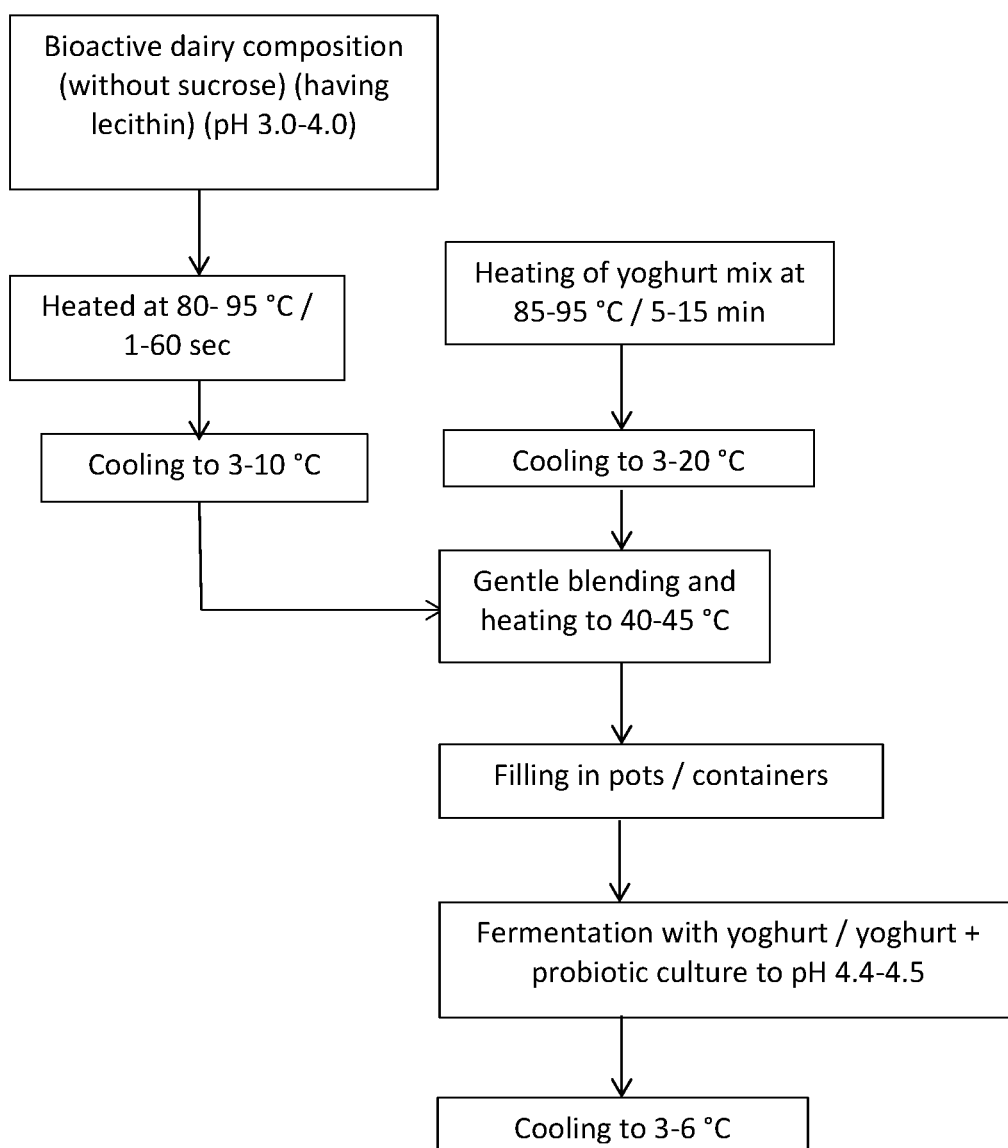 Bioactive dairy composition
(without sucrose) (having
lecithin) (pH 3.0-4.0)
Heated at 80- 95 °C /
1-60 sec
Cooling to 3-10 °C
Heating of yoghurt mix at
85-95 °C / 5-15 min
Cooling to 3-20 °C
Gentle blending and
heating to 40-45 °C
Filling in pots / containers
Fermentation with yoghurt / yoghurt +
probiotic culture to pH 4.4-4.5
Cooling to 3-6 °C